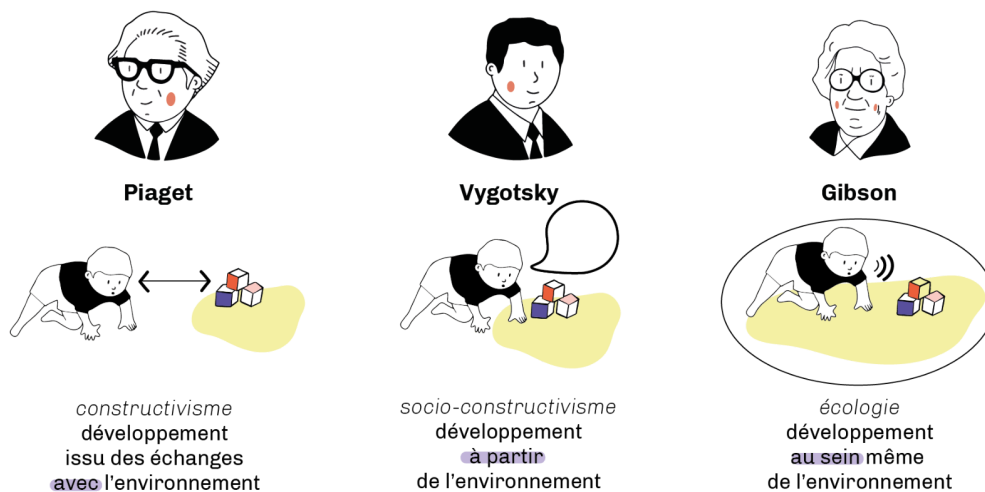 Piaget
constructivisme
développement
issu des échanges
avec l'environnement
Vygotsky
socio-constructivisme
développement
à partir
de l'environnement
Gibson
écologie
développement
au sein même
de l'environnement